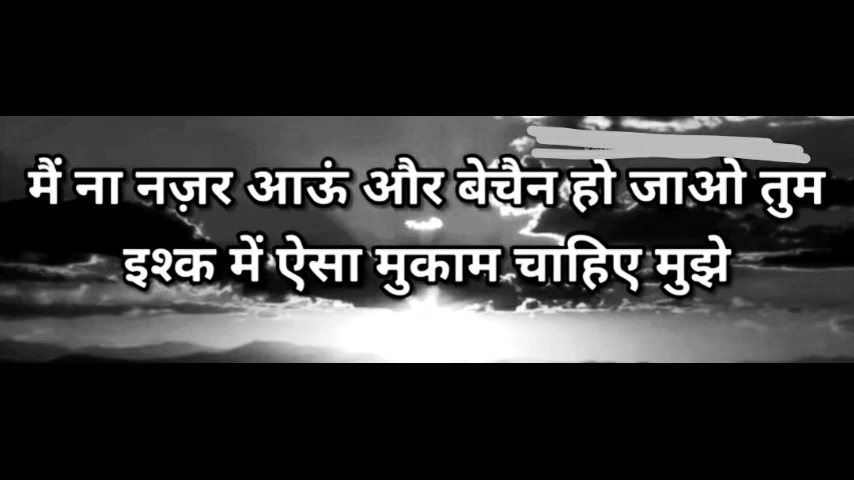 मैं ना नज़र आऊं और बेचैन हो जाओ तुम
इश्क में ऐसा मुकाम चाहिए मुझे